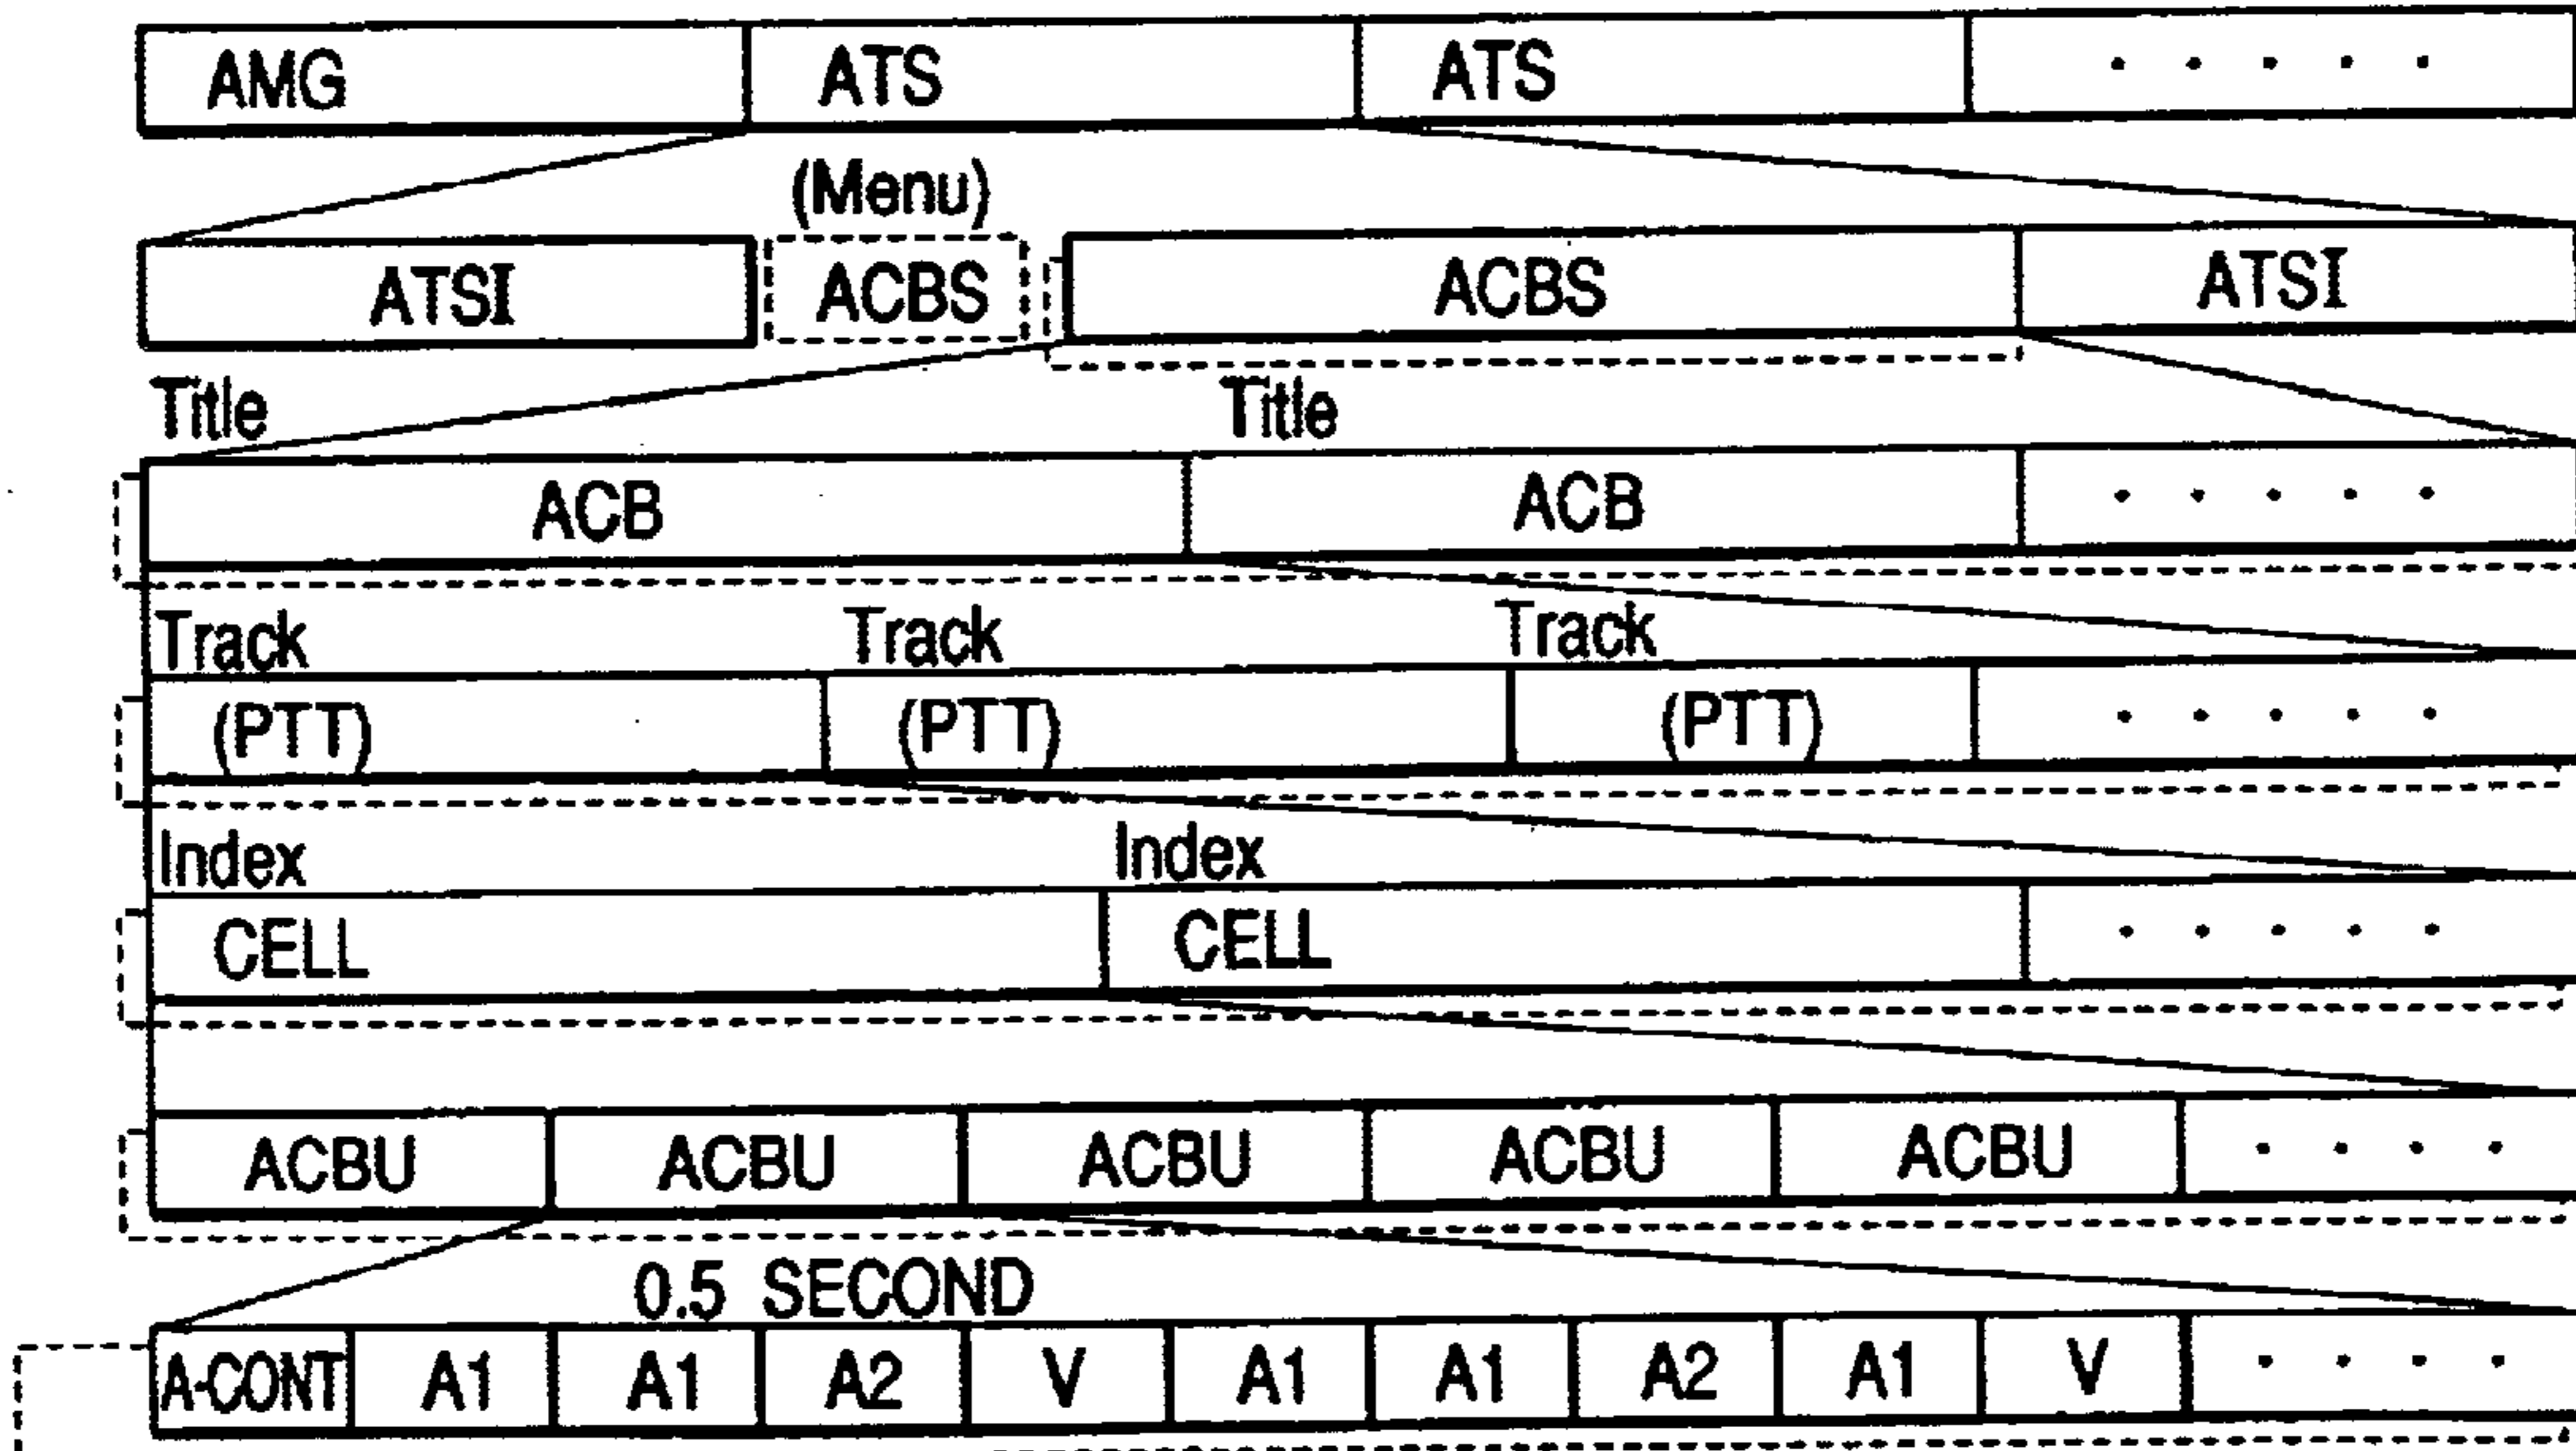 AMG ATS ATS . . . . .
(Menu)
ATSI ACBS ACBS ATSI
Title Title
ACB ACB . . . . .
Track Track Track
(PTT) (PTT) (PTT) . . . . .
Index Index
CELL CELL . . . . .
ACBU ACBU ACBU ACBU ACBU . . . .
0.5 SECOND
A-CONT A1 A1 A2 V A1 A1 A2 A1 V . . . .